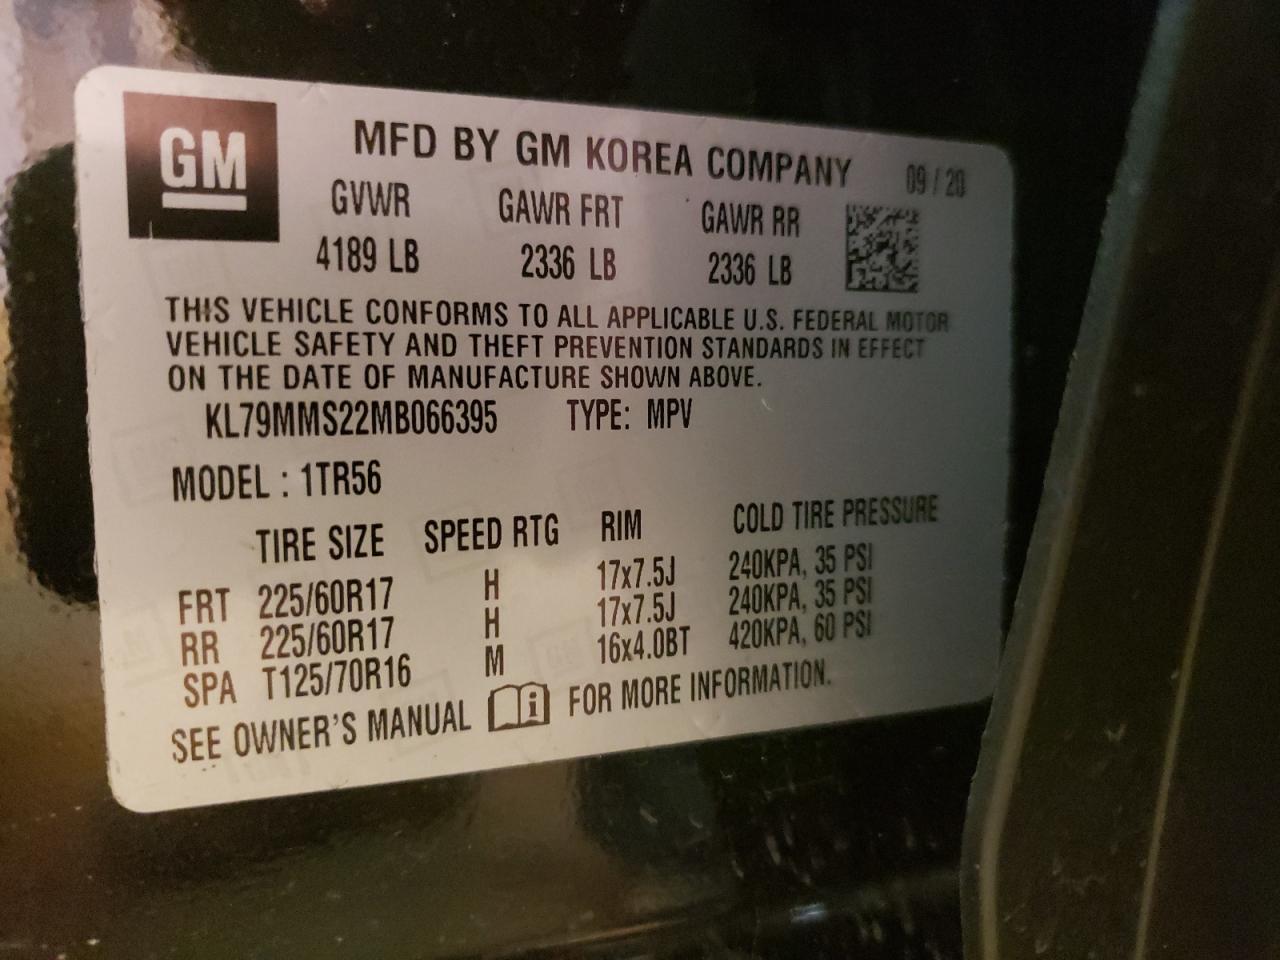 GM
MFD BY GM KOREA COMPANY 09/20
GVWR GAWR FRT GAWR RR
4189 LB 2336 LB 2336 LB
THIS VEHICLE CONFORMS TO ALL APPLICABLE U.S. FEDERAL MOTOR
VEHICLE SAFETY AND THEFT PREVENTION STANDARDS IN EFFECT
ON THE DATE OF MANUFACTURE SHOWN ABOVE.
KL79MMS22MB066395 TYPE: MPV
MODEL : 1TR56
TIRE SIZE SPEED RTG RIM COLD TIRE PRESSURE
FRT 225/60R17 H 17x7.5J 240KPA, 35 PSI
RR 225/60R17 H 17x7.5J 240KPA, 35 PSI
SPA T125/70R16 M 16x4.0BT 420KPA, 60 PSI
SEE OWNER'S MANUAL i FOR MORE INFORMATION.